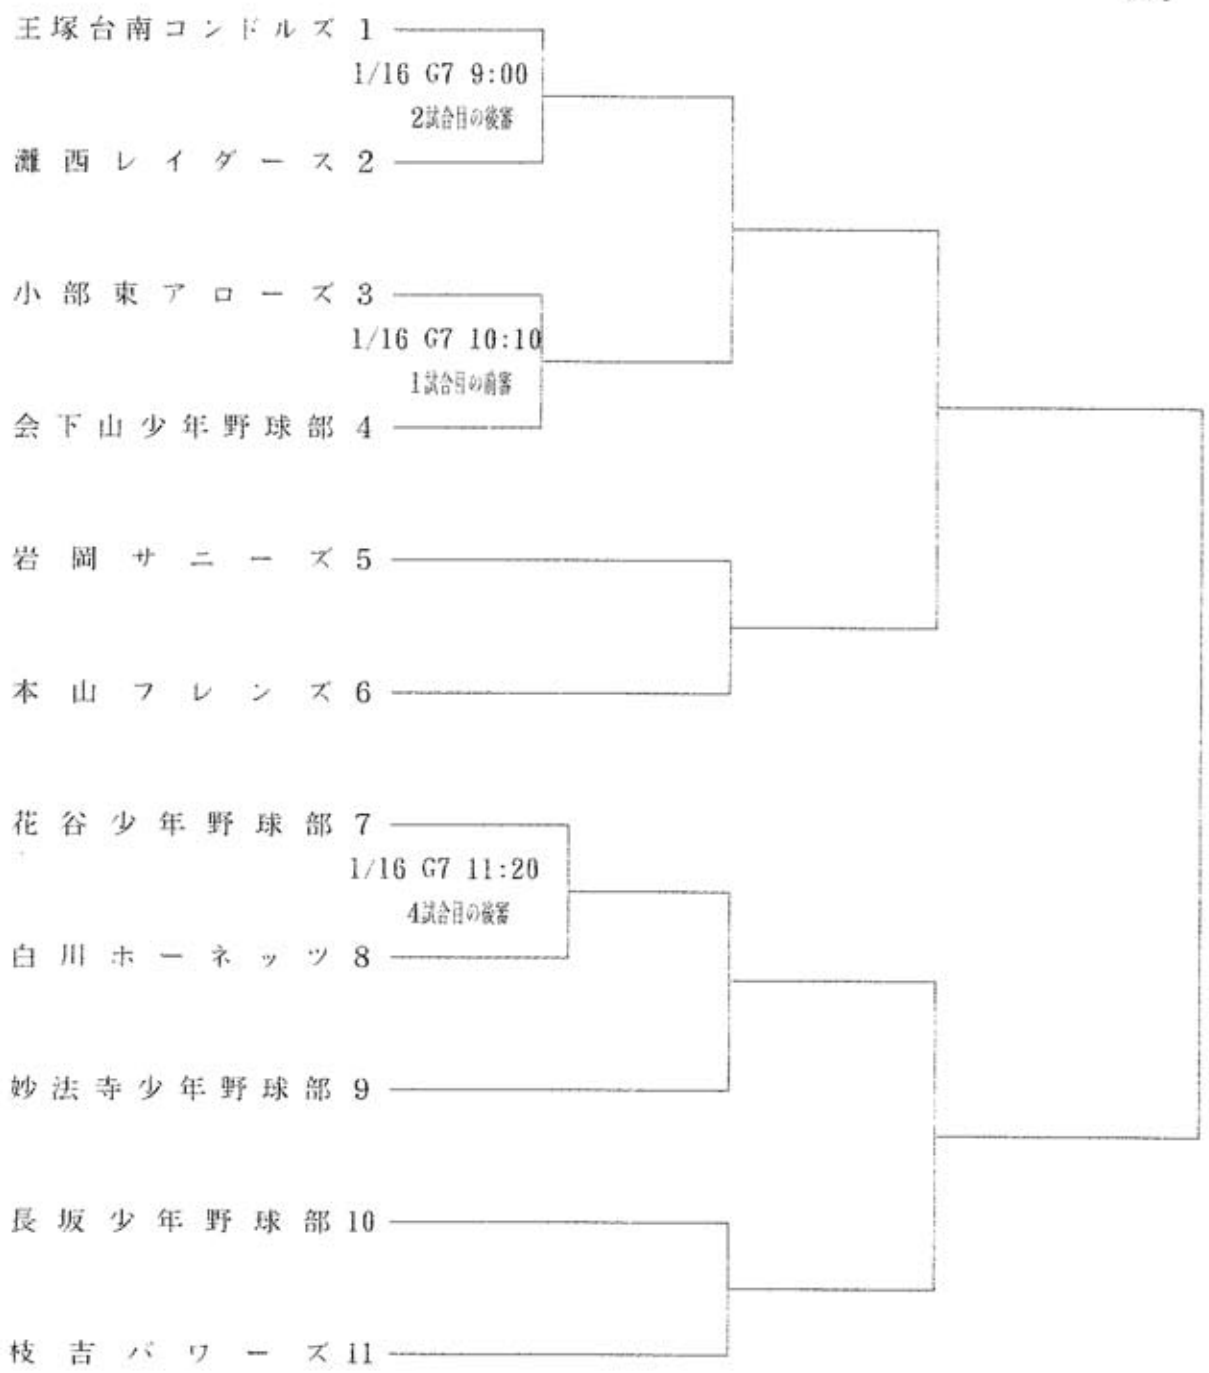 王塚台南コンドルズ 1
1/16 G7 9:00
2試合目の後審
灘西レイダース 2
小部東アローズ 3
1/16 G7 10:10
1試合目の前審
会下山少年野球部 4
岩岡サニーズ 5
本山フレンズ 6
花谷少年野球部 7
1/16 G7 11:20
4試合目の後審
白川ホーネッツ 8
妙法寺少年野球部 9
長坂少年野球部 10
枝吉パワーズ 11